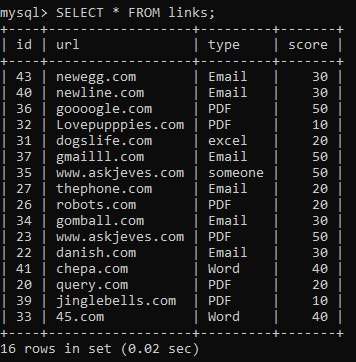 mysql> SELECT * FROM links;
+----+-------------------+---------+-------+
| id | url               | type    | score |
+----+-------------------+---------+-------+
| 43 | newegg.com        | Email   |    30 |
| 40 | newline.com       | Email   |    30 |
| 36 | goooogle.com      | PDF     |    50 |
| 32 | Lovepupppies.com  | PDF     |    10 |
| 31 | dogslife.com      | excel   |    20 |
| 37 | gmailll.com       | Email   |    50 |
| 35 | www.askjeves.com  | someone |    50 |
| 27 | thephone.com      | Email   |    20 |
| 26 | robots.com        | PDF     |    20 |
| 34 | gomball.com       | Email   |    30 |
| 23 | www.askjeves.com  | PDF     |    50 |
| 22 | danish.com        | Email   |    30 |
| 41 | chepa.com         | Word    |    40 |
| 20 | query.com         | PDF     |    20 |
| 39 | jinglebells.com   | PDF     |    10 |
| 33 | 45.com            | Word    |    40 |
+----+-------------------+---------+-------+
16 rows in set (0.02 sec)